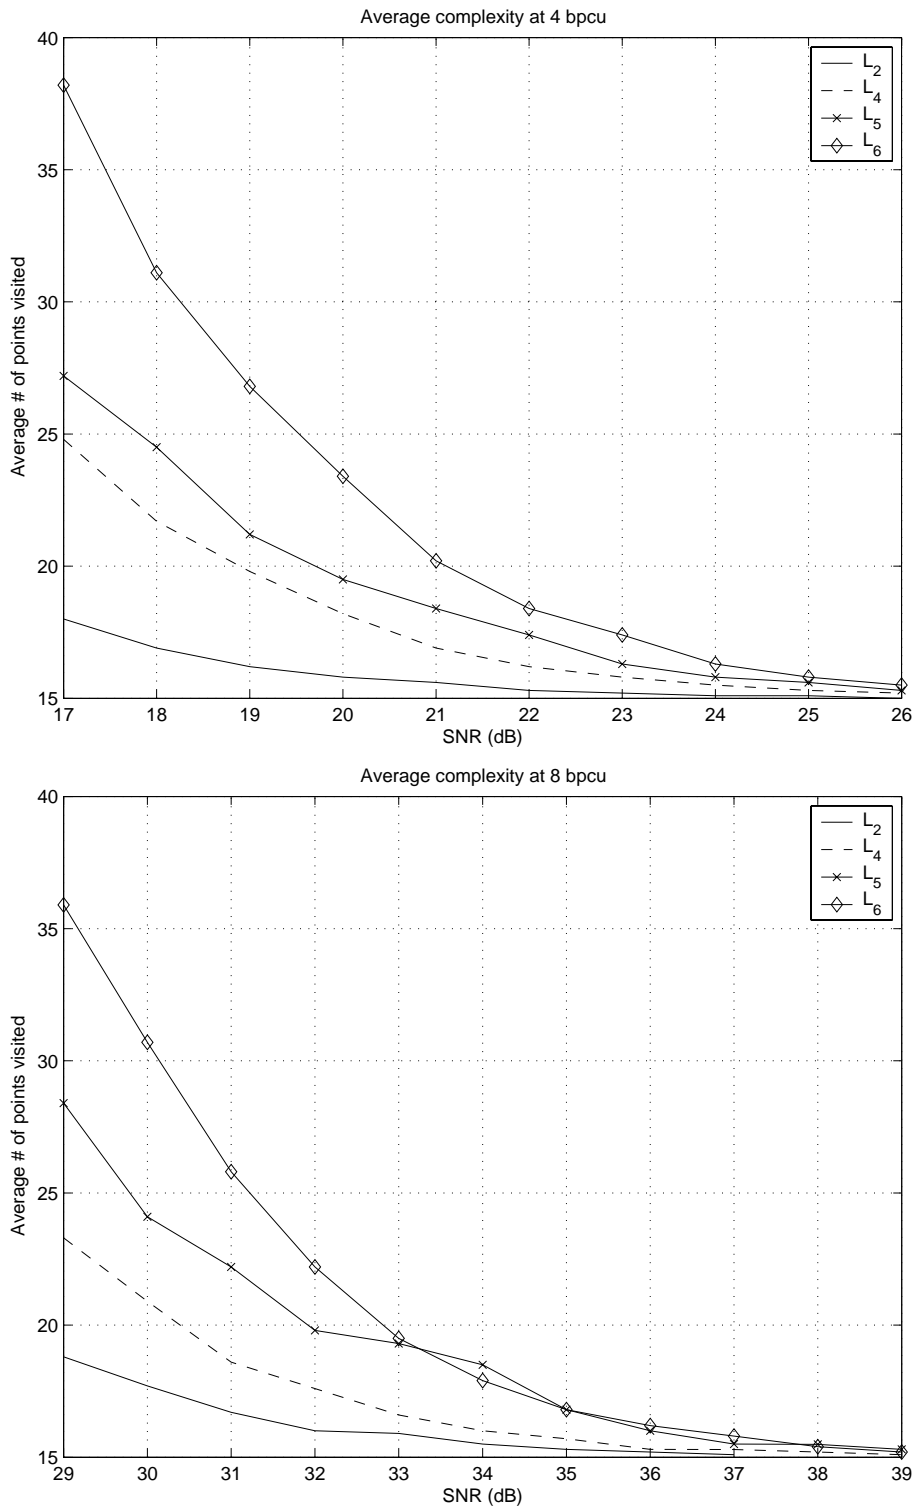 Average complexity at 4 bpcu
40
35
30
25
20
15
Average # of points visited
L2
L4
L5
L6
17 18 19 20 21 22 23 24 25 26
SNR (dB)
Average complexity at 8 bpcu
40
35
30
25
20
15
Average # of points visited
L2
L4
L5
L6
29 30 31 32 33 34 35 36 37 38 39
SNR (dB)